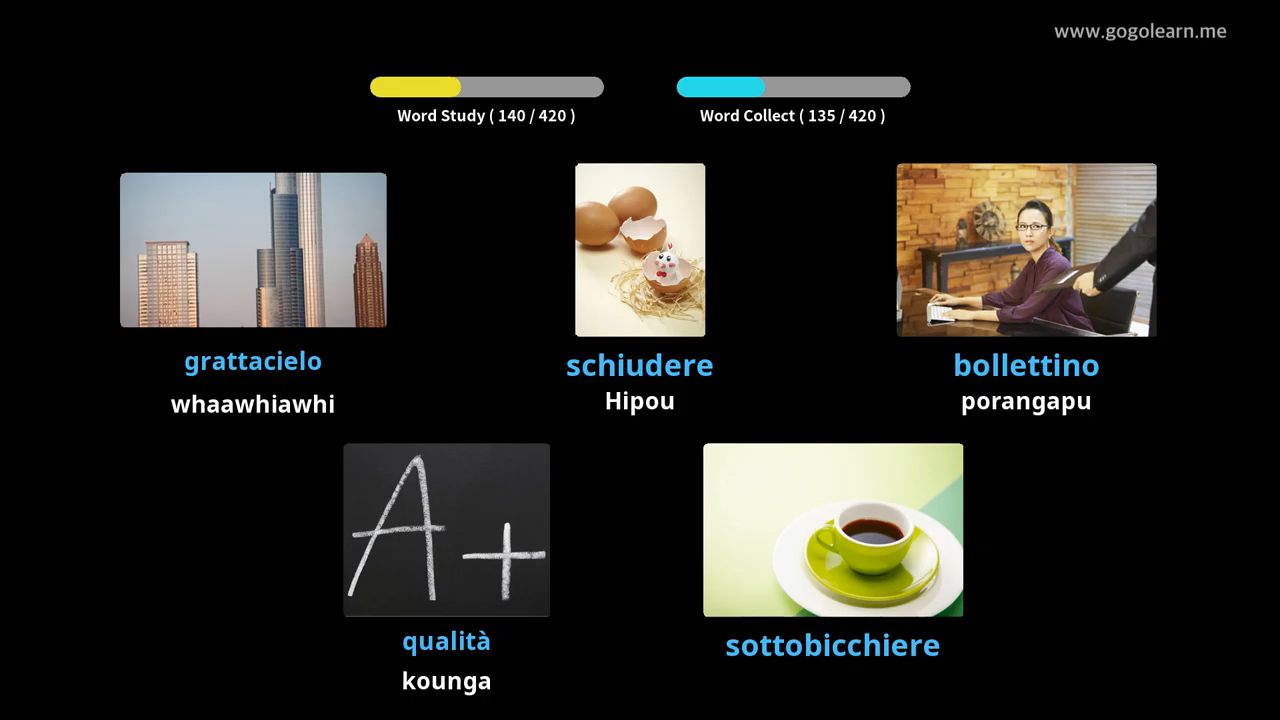 www.gogolearn.me
Word Study ( 140 / 420 )
Word Collect ( 135 / 420 )
grattacielo
whaawhiawhi
schiudere
Hipou
bollettino
porangapu
A+
qualità
kounga
sottobicchiere